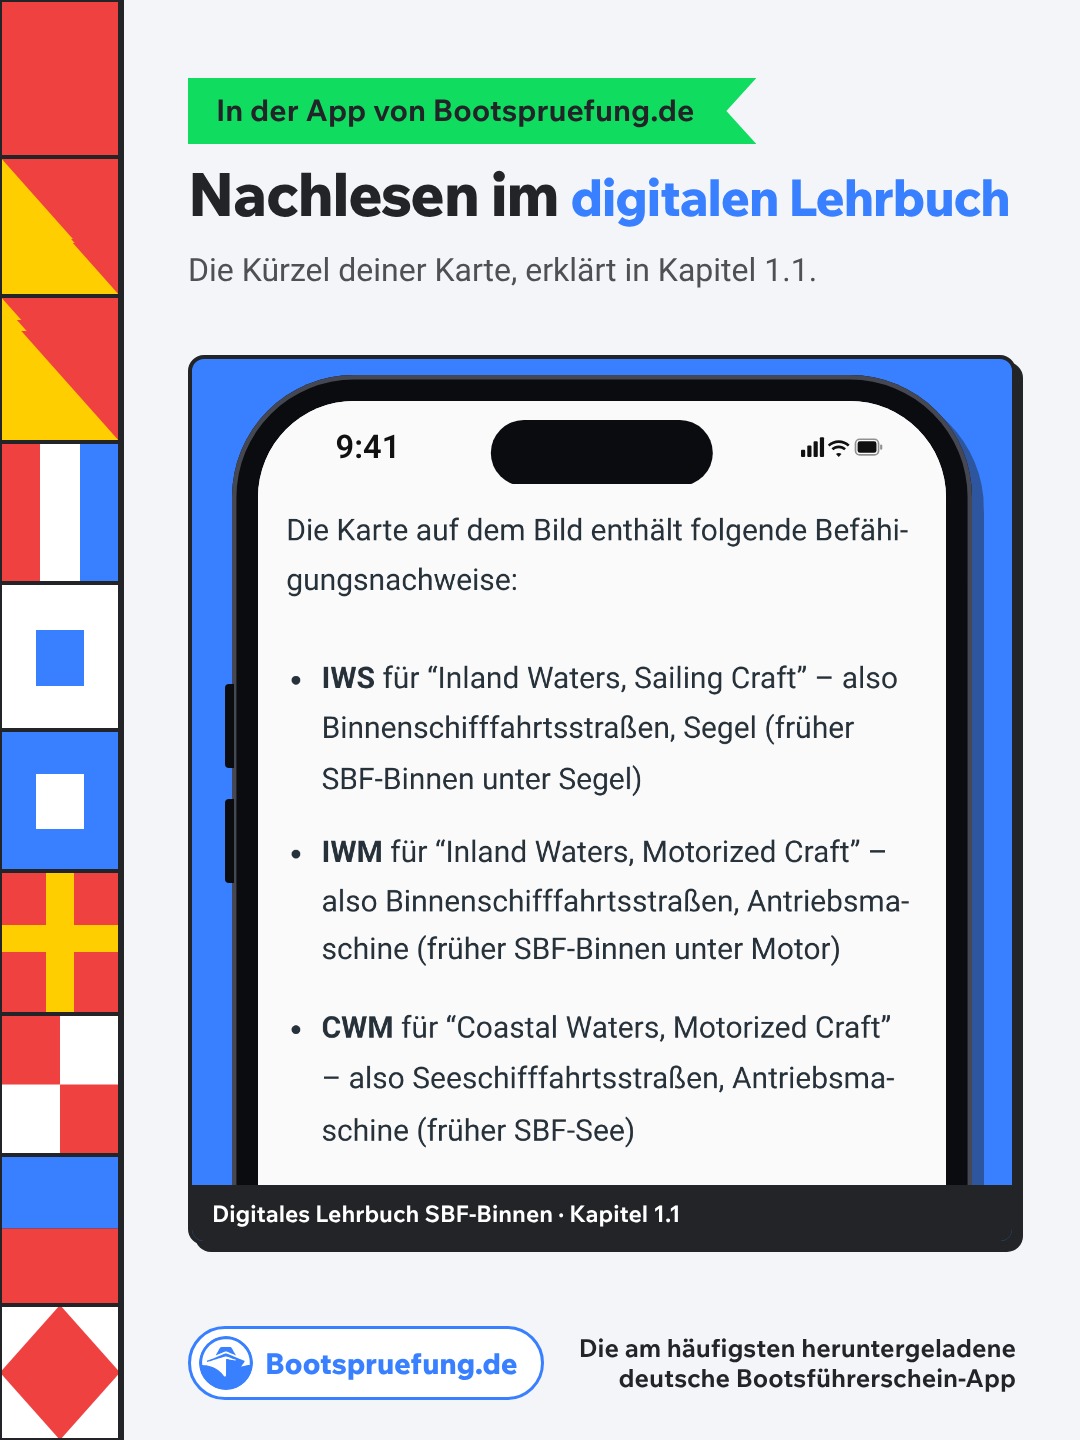 In der App von Bootspruefung.de
Nachlesen im digitalen Lehrbuch
Die Kürzel deiner Karte, erklärt in Kapitel 1.1.
9:41
Die Karte auf dem Bild enthält folgende Befähi-
gungsnachweise:
• IWS für “Inland Waters, Sailing Craft” – also
Binnenschifffahrtsstraßen, Segel (früher
SBF-Binnen unter Segel)
• IWM für “Inland Waters, Motorized Craft” –
also Binnenschifffahrtsstraßen, Antriebsma-
schine (früher SBF-Binnen unter Motor)
• CWM für “Coastal Waters, Motorized Craft”
– also Seeschifffahrtsstraßen, Antriebsma-
schine (früher SBF-See)
Digitales Lehrbuch SBF-Binnen · Kapitel 1.1
Bootspruefung.de
Die am häufigsten heruntergeladene
deutsche Bootsführerschein-App